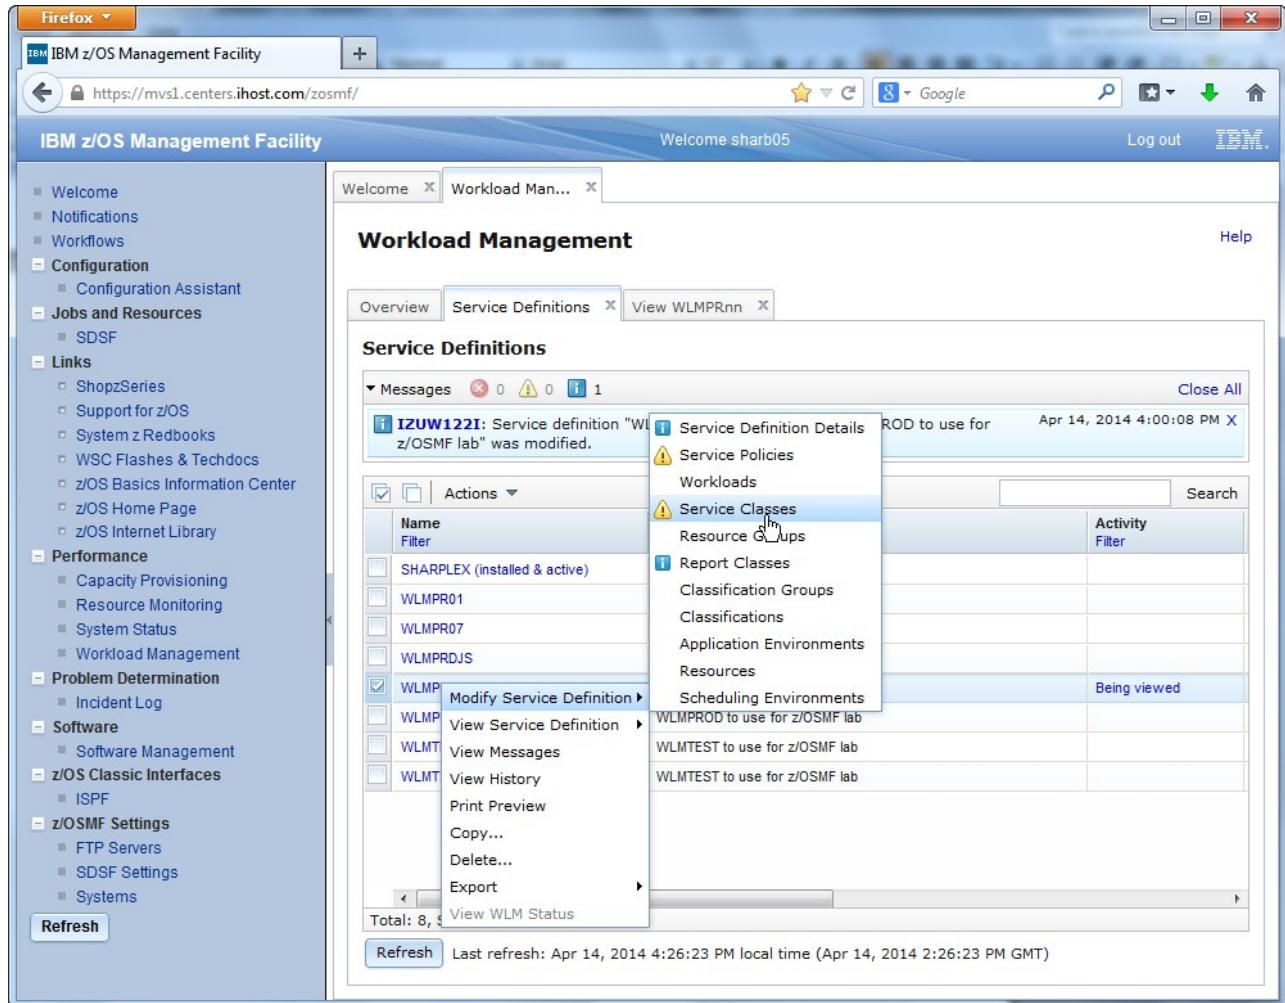 Firefox
IBM IBM z/OS Management Facility
https://mvs1.centers.ihost.com/zosmf/
8 Google
IBM z/OS Management Facility
Welcome sharb05
Log out
IBM.
Welcome
Notifications
Workflows
Configuration
Configuration Assistant
Jobs and Resources
SDSF
Links
ShopzSeries
Support for z/OS
System z Redbooks
WSC Flashes & Techdocs
z/OS Basics Information Center
z/OS Home Page
z/OS Internet Library
Performance
Capacity Provisioning
Resource Monitoring
System Status
Workload Management
Problem Determination
Incident Log
Software
Software Management
z/OS Classic Interfaces
ISPF
z/OSMF Settings
FTP Servers
SDSF Settings
Systems
Refresh
Welcome X Workload Man... X
Workload Management
Help
Overview Service Definitions X View WLMPRnn X
Service Definitions
Messages 0 0 1 Close All
IZUW122I: Service definition "WL ROD to use for Apr 14, 2014 4:00:08 PM X
z/OSMF lab" was modified.
Actions
Search
Name Activity
Filter Filter
SHARPLEX (installed & active)
WLMPR01
WLMPR07
WLMPRDJS
WLMP Being viewed
WLMP WLMPROD to use for z/OSMF lab
WLMT WLMTEST to use for z/OSMF lab
WLMT WLMTEST to use for z/OSMF lab
Service Definition Details
Service Policies
Workloads
Service Classes
Resource Groups
Report Classes
Classification Groups
Classifications
Application Environments
Resources
Scheduling Environments
Modify Service Definition
View Service Definition
View Messages
View History
Print Preview
Copy...
Delete...
Export
View WLM Status
Total: 8, S
Refresh Last refresh: Apr 14, 2014 4:26:23 PM local time (Apr 14, 2014 2:26:23 PM GMT)